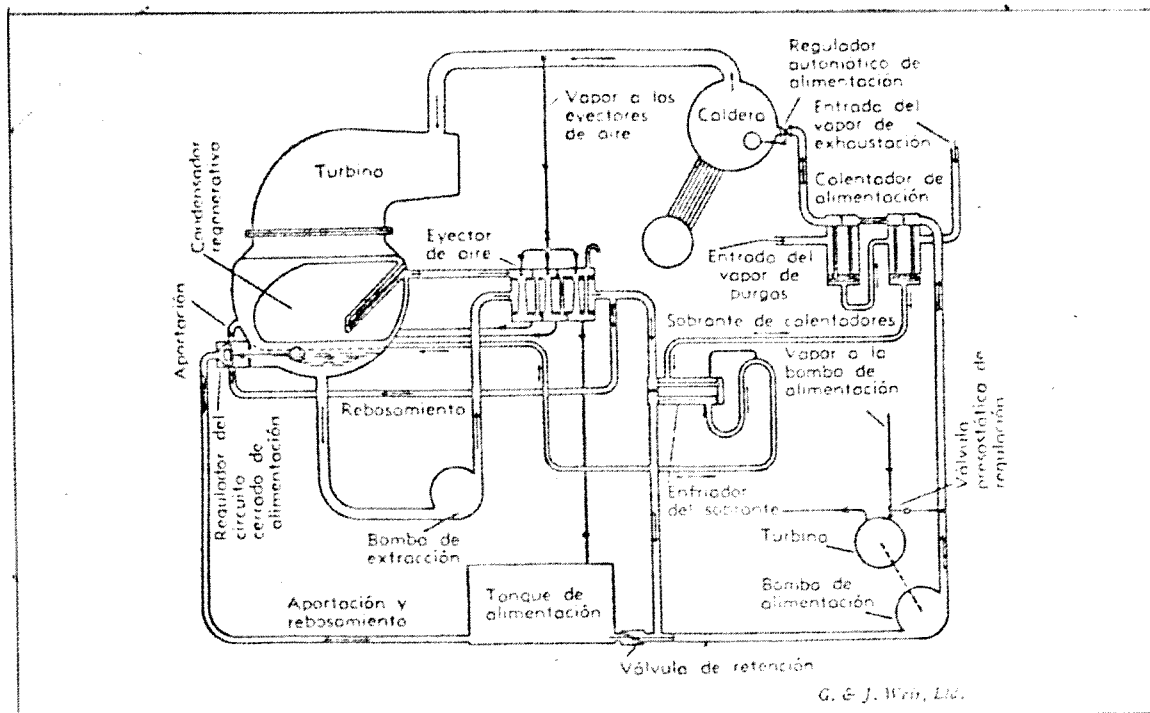 Regulador
automático de
alimentación
Vapor a los
eyectores
de aire
Caldera
Entrada del
vapor de
exhaustación
Condensador
regenerativo
Turbina
Calentador de
alimentación
Eyector
de aire
Entrada del
vapor de
purgas
Aportación
Sobrante de calentadores
Vapor a la
bomba de
alimentación
Rebosamiento
Válvula
presostática de
regulación
Regulador del
circuito
cerrado de
alimentación
Enfriador
del sobrante
Bomba de
extracción
Turbina
Aportación y
rebosamiento
Tanque de
alimentación
Bomba de
alimentación
Válvula de retención
G. & J. Weir, Ltd.